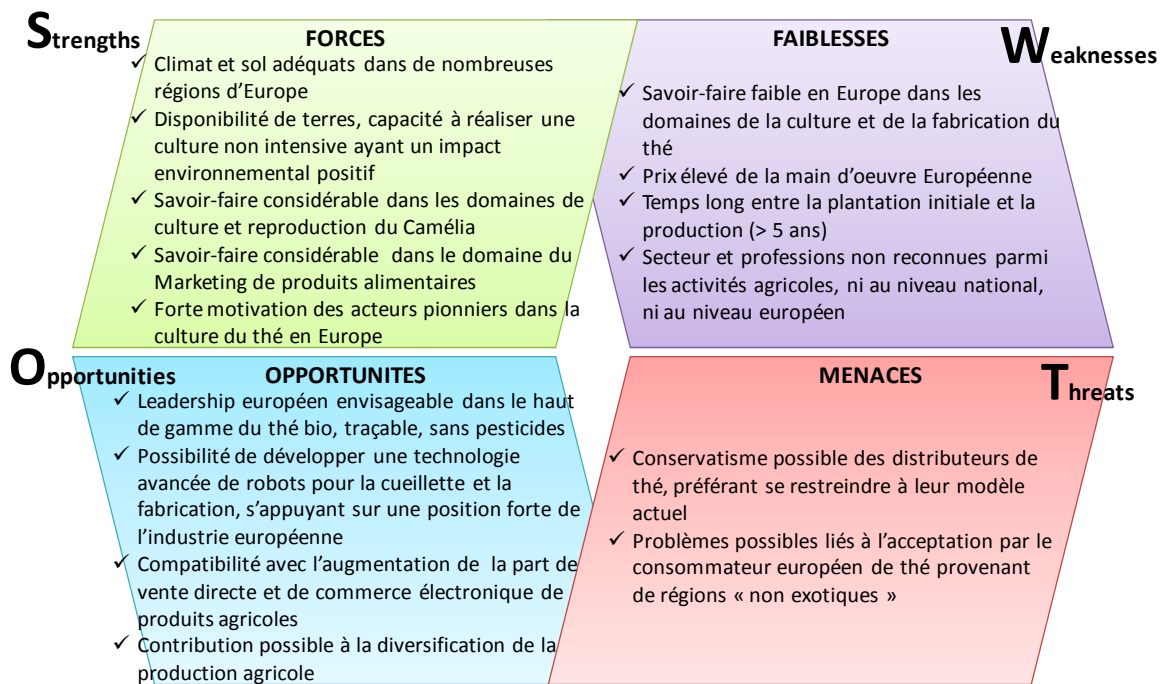 Strengths
FORCES
✓ Climat et sol adéquats dans de nombreuses
régions d’Europe
✓ Disponibilité de terres, capacité à réaliser une
culture non intensive ayant un impact
environnemental positif
✓ Savoir-faire considérable dans les domaines de
culture et reproduction du Camélia
✓ Savoir-faire considérable dans le domaine du
Marketing de produits alimentaires
✓ Forte motivation des acteurs pionniers dans la
culture du thé en Europe
FAIBLESSES
Weaknesses
✓ Savoir-faire faible en Europe dans les
domaines de la culture et de la fabrication du
thé
✓ Prix élevé de la main d'oeuvre Européenne
✓ Temps long entre la plantation initiale et la
production (> 5 ans)
✓ Secteur et professions non reconnues parmi
les activités agricoles, ni au niveau national,
ni au niveau européen
Opportunities
OPPORTUNITES
✓ Leadership européen envisageable dans le haut
de gamme du thé bio, traçable, sans pesticides
✓ Possibilité de développer une technologie
avancée de robots pour la cueillette et la
fabrication, s’appuyant sur une position forte de
l’industrie européenne
✓ Compatibilité avec l’augmentation de la part de
vente directe et de commerce électronique de
produits agricoles
✓ Contribution possible à la diversification de la
production agricole
MENACES
Threats
✓ Conservatisme possible des distributeurs de
thé, préférant se restreindre à leur modèle
actuel
✓ Problèmes possibles liés à l’acceptation par le
consommateur européen de thé provenant
de régions « non exotiques »